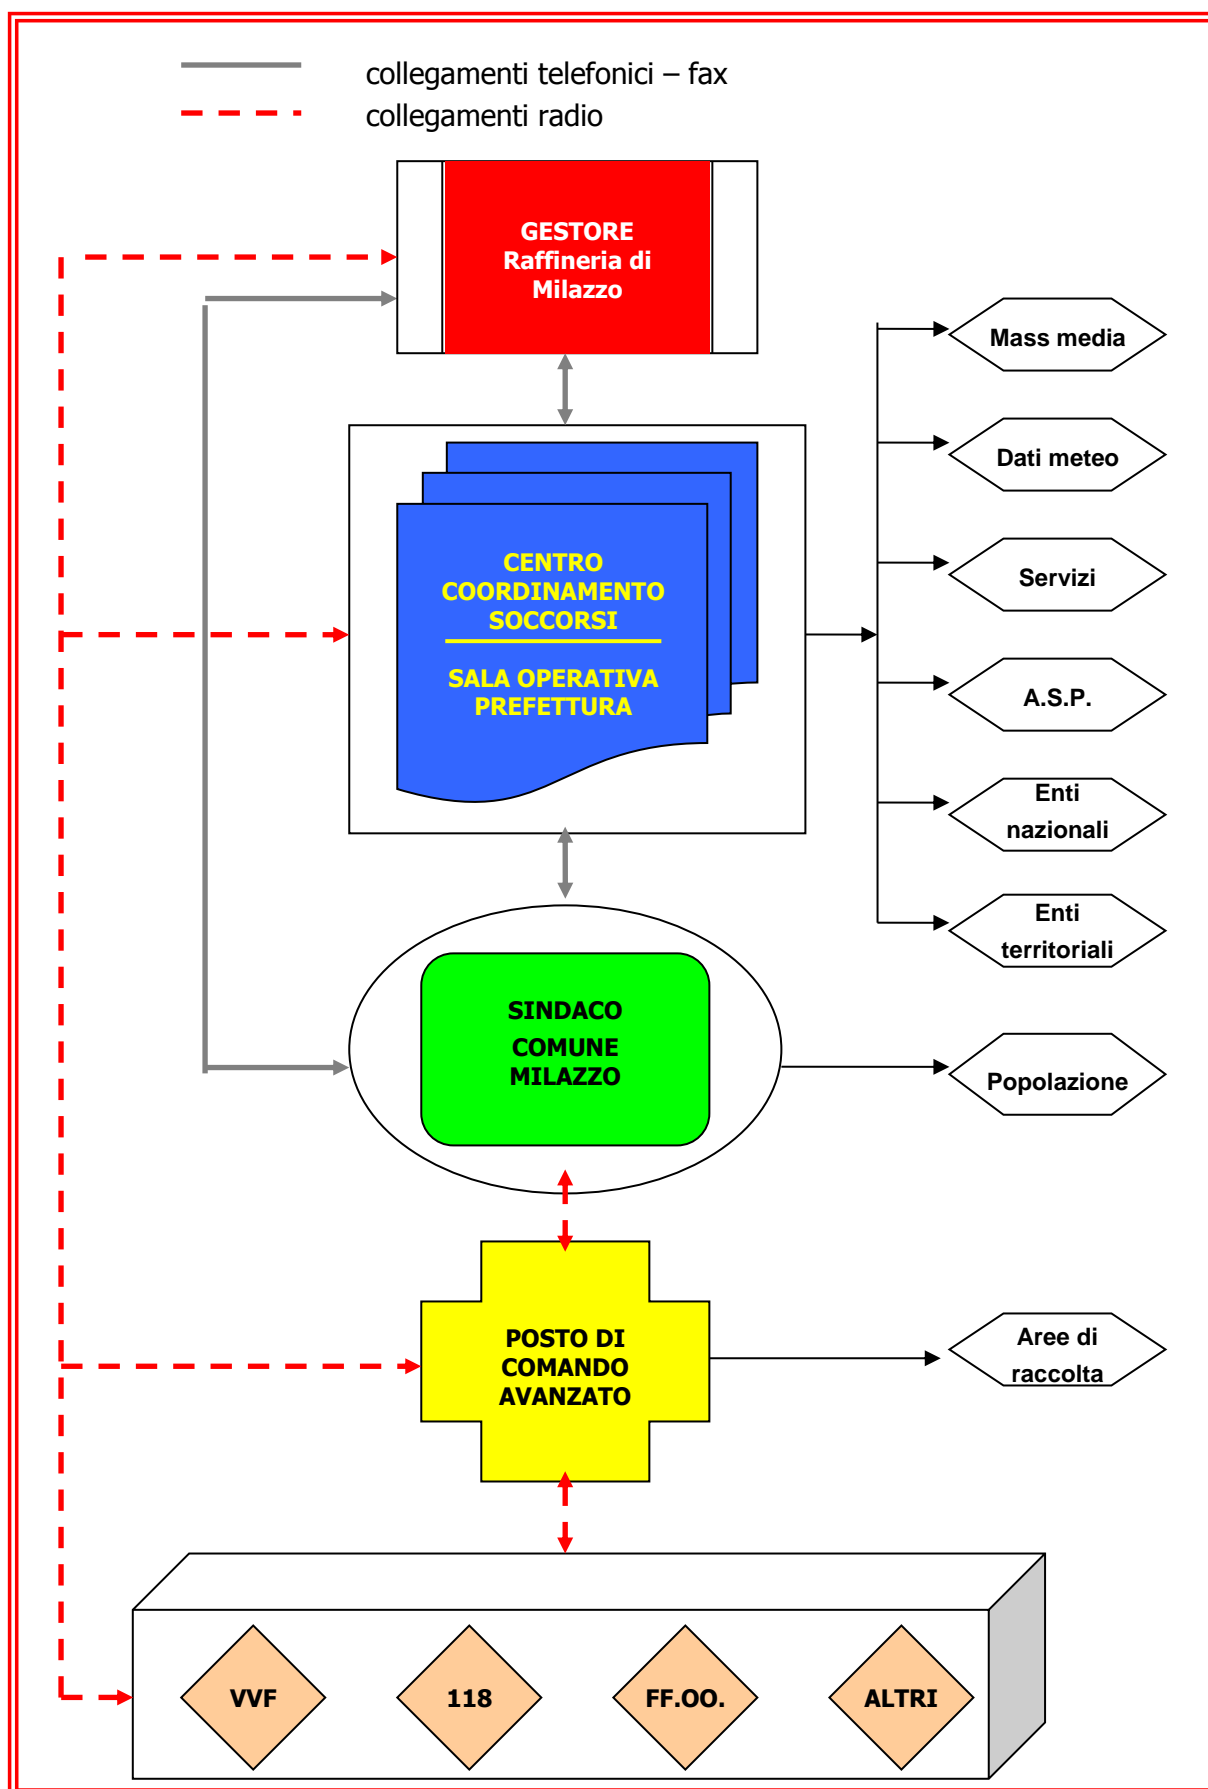 collegamenti telefonici – fax
collegamenti radio
GESTORE
Raffineria di
Milazzo
Mass media
Dati meteo
CENTRO
COORDINAMENTO
SOCCORSI
SALA OPERATIVA
PREFETTURA
Servizi
A.S.P.
Enti
nazionali
Enti
territoriali
SINDACO
COMUNE
MILAZZO
Popolazione
POSTO DI
COMANDO
AVANZATO
Aree di
raccolta
VVF
118
FF.OO.
ALTRI